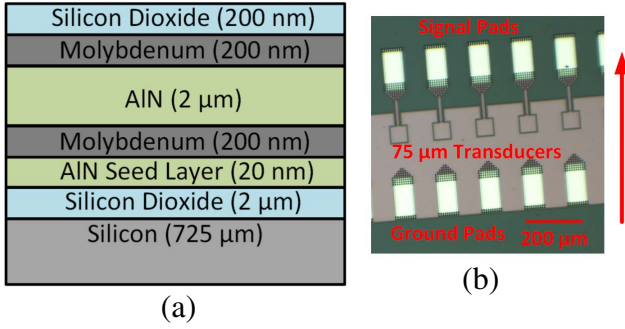 Silicon Dioxide (200 nm)
Molybdenum (200 nm)
AlN (2 μm)
Molybdenum (200 nm)
AlN Seed Layer (20 nm)
Silicon Dioxide (2 μm)
Silicon (725 μm)
(a)
Signal Pads
75 μm Transducers
Ground Pads
200 μm
(b)